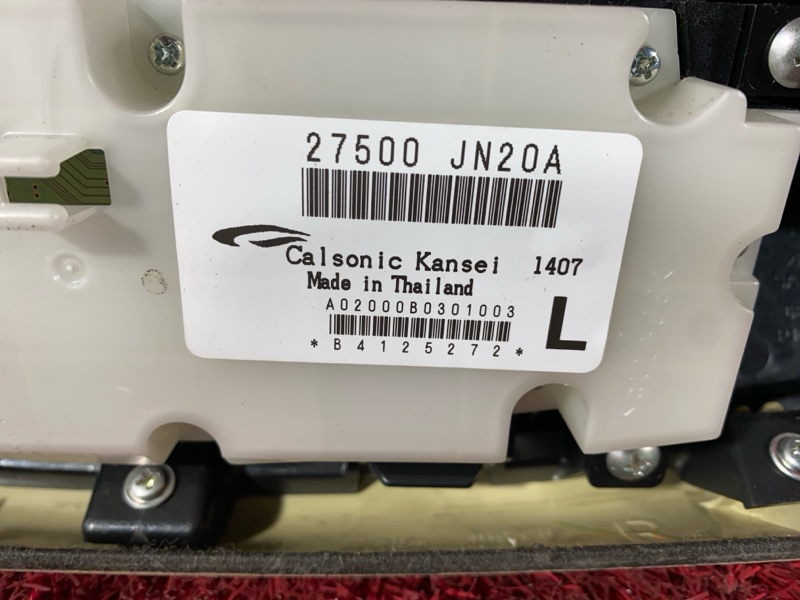 27500 JN20A
Calsonic Kansei 1407
Made in Thailand
A02000B0301003
L
*B4125272*